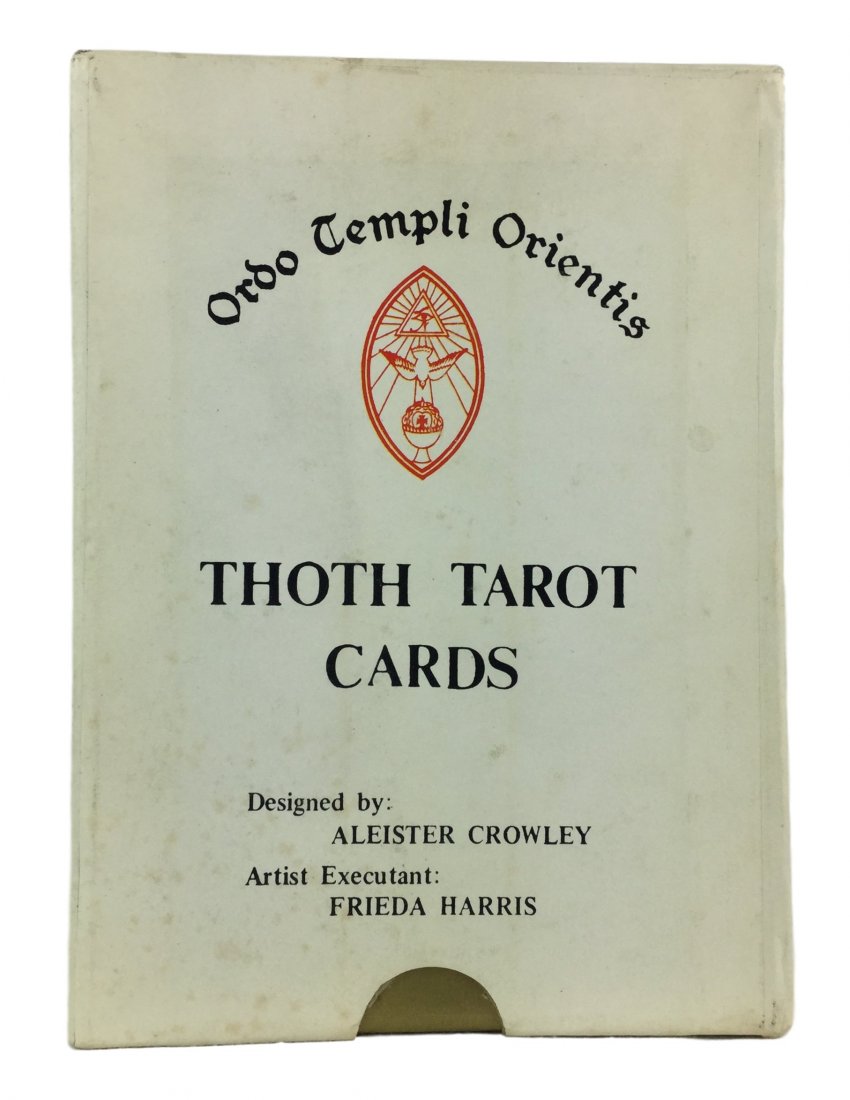 Ordo Templi Orientis
THOTH TAROT
CARDS
Designed by:
ALEISTER CROWLEY
Artist Executant:
FRIEDA HARRIS